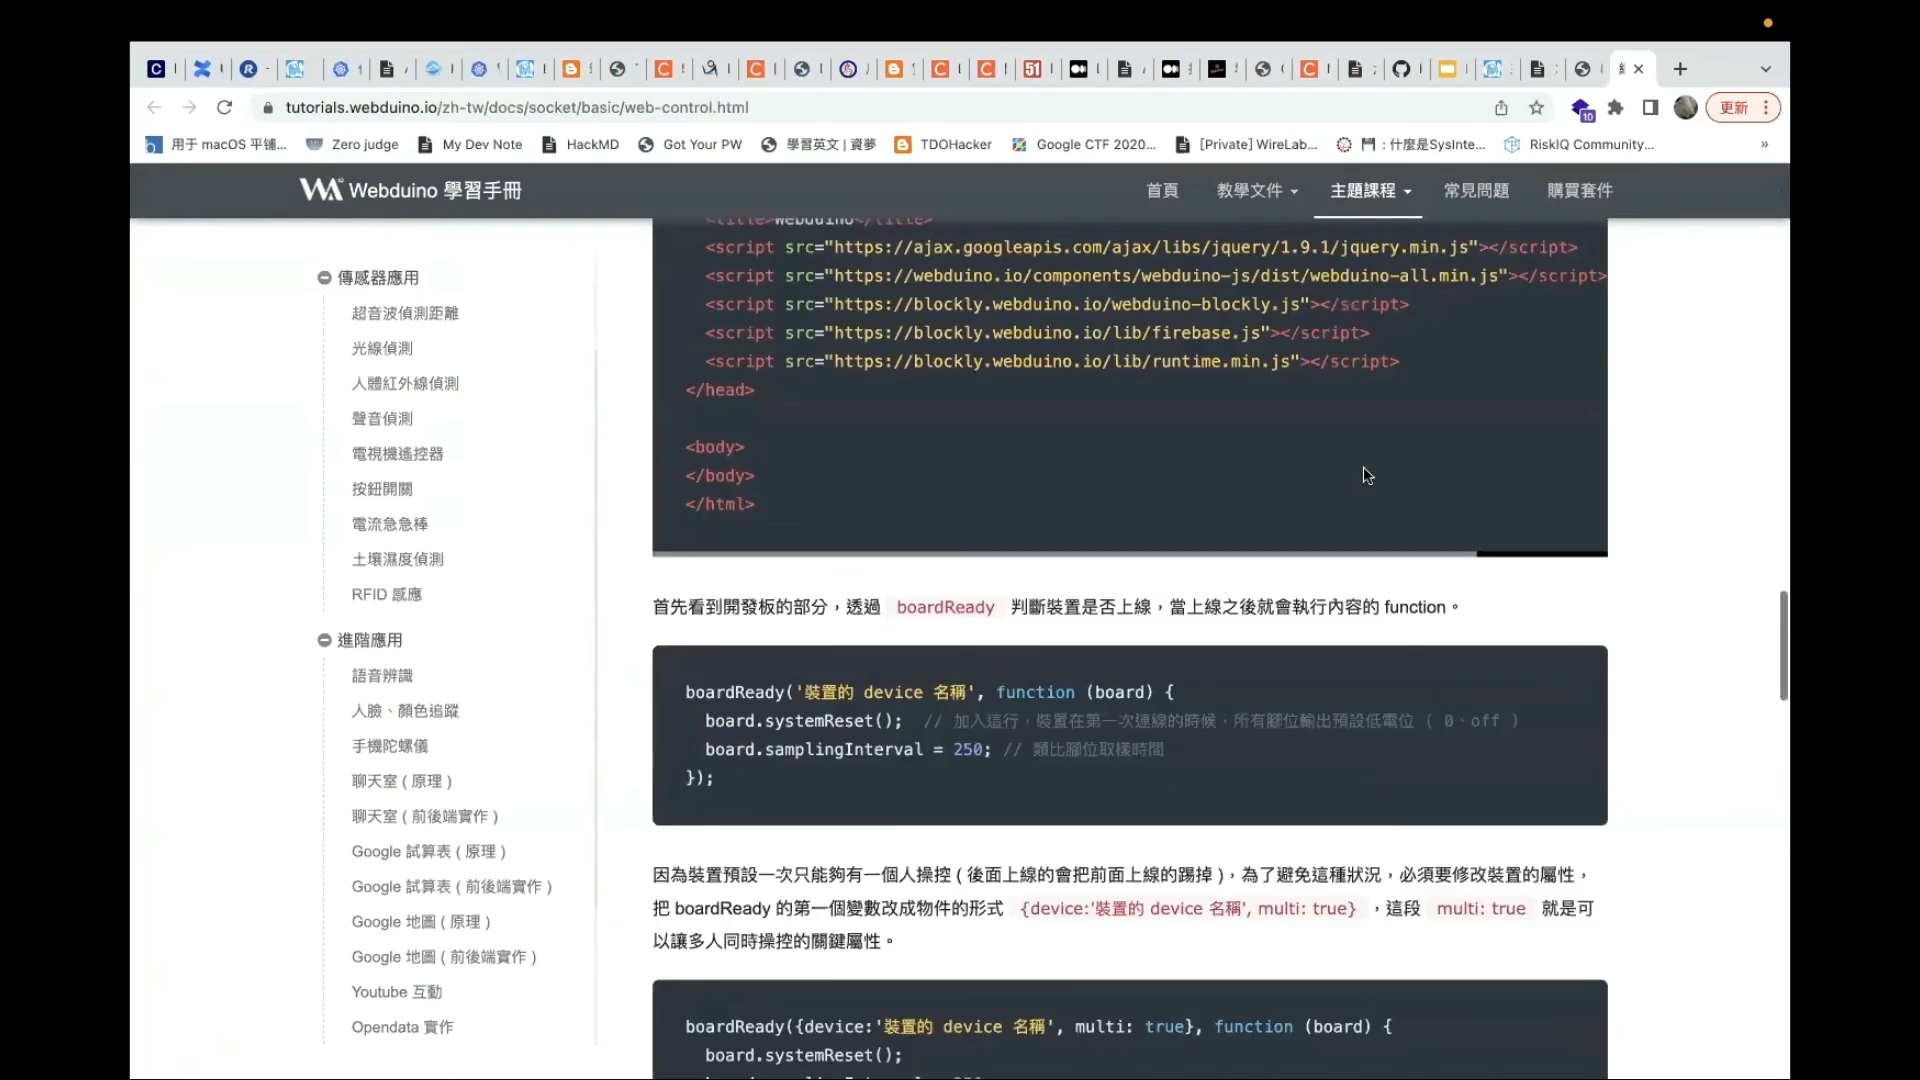 tutorials.webduino.io/zh-tw/docs/socket/basic/web-control.html
更新
用于 macOS 平铺...
Zero judge
My Dev Note
HackMD
Got Your PW
學習英文 | 資夢
TDOHacker
Google CTF 2020...
[Private] WireLab...
: 什麼是SysInte...
RiskIQ Community...
»
Webduino 學習手冊
首頁
教學文件
主題課程
常見問題
購買套件
傳感器應用
超音波偵測距離
光線偵測
人體紅外線偵測
聲音偵測
電視機遙控器
按鈕開關
電流急急棒
土壤濕度偵測
RFID 感應
進階應用
語音辨識
人臉、顏色追蹤
手機陀螺儀
聊天室 ( 原理 )
聊天室 ( 前後端實作 )
Google 試算表 ( 原理 )
Google 試算表 ( 前後端實作 )
Google 地圖 ( 原理 )
Google 地圖 ( 前後端實作 )
Youtube 互動
Opendata 實作
<title>Webduino</title>
<script src="https://ajax.googleapis.com/ajax/libs/jquery/1.9.1/jquery.min.js"></script>
<script src="https://webduino.io/components/webduino-js/dist/webduino-all.min.js"></script>
<script src="https://blockly.webduino.io/webduino-blockly.js"></script>
<script src="https://blockly.webduino.io/lib/firebase.js"></script>
<script src="https://blockly.webduino.io/lib/runtime.min.js"></script>
</head>
<body>
</body>
</html>
首先看到開發板的部分，透過 boardReady 判斷裝置是否上線，當上線之後就會執行內容的 function。
boardReady('裝置的 device 名稱', function (board) {
board.systemReset(); // 加入這行，裝置在第一次連線的時候、所有腳位輸出預設低電位 ( 0、off )
board.samplingInterval = 250; // 類比腳位取樣時間
});
因為裝置預設一次只能夠有一個人操控 ( 後面上線的會把前面上線的踢掉 )，為了避免這種狀況，必須要修改裝置的屬性，
把 boardReady 的第一個變數改成物件的形式 {device:'裝置的 device 名稱', multi: true} ，這段 multi: true 就是可
以讓多人同時操控的關鍵屬性。
boardReady({device:'裝置的 device 名稱', multi: true}, function (board) {
board.systemReset();